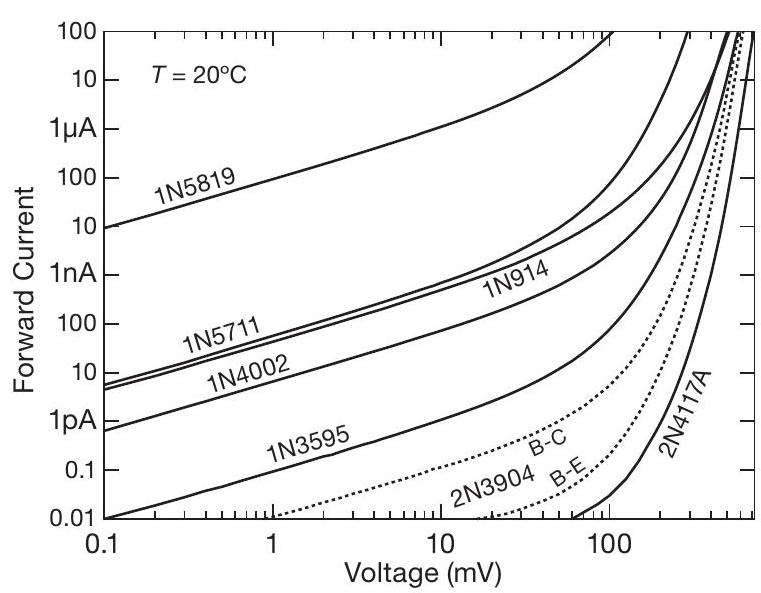 100
T = 20°C
10
1µA
1N5819
100
10
1nA
1N914
100
1N5711
10
1N4002
1pA
1N3595
B–C
2N4117A
0.1
2N3904
B–E
0.01
0.1
1
10
100
Voltage (mV)
Forward Current